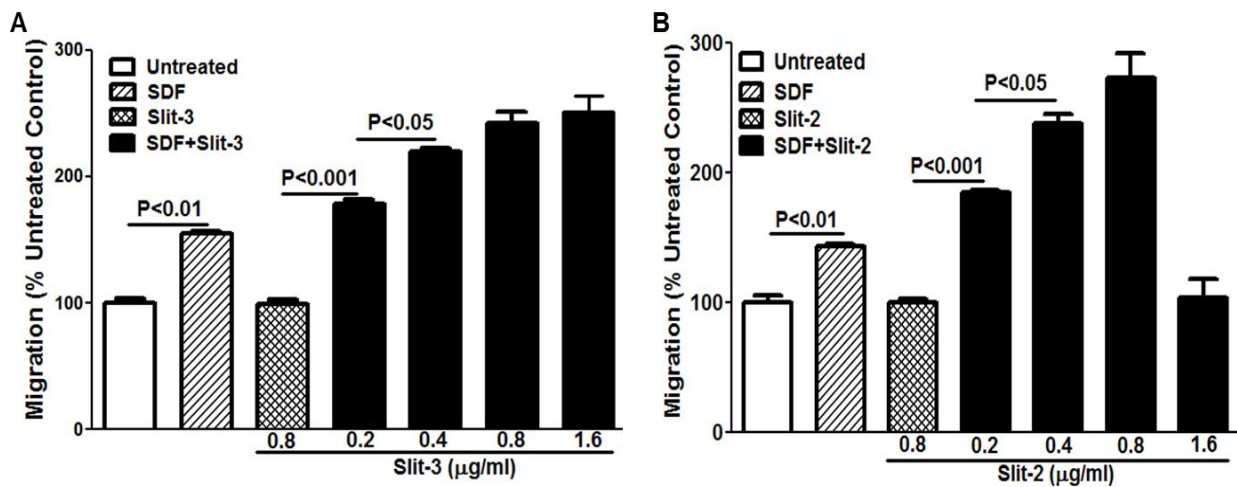 A
Migration (% Untreated Control)
300
200
100
0
Untreated
SDF
Slit-3
SDF+Slit-3
P<0.01
P<0.001
P<0.05
0.8 0.2 0.4 0.8 1.6
Slit-3 (μg/ml)
B
Migration (% Untreated Control)
300
200
100
0
Untreated
SDF
Slit-2
SDF+Slit-2
P<0.01
P<0.001
P<0.05
0.8 0.2 0.4 0.8 1.6
Slit-2 (μg/ml)